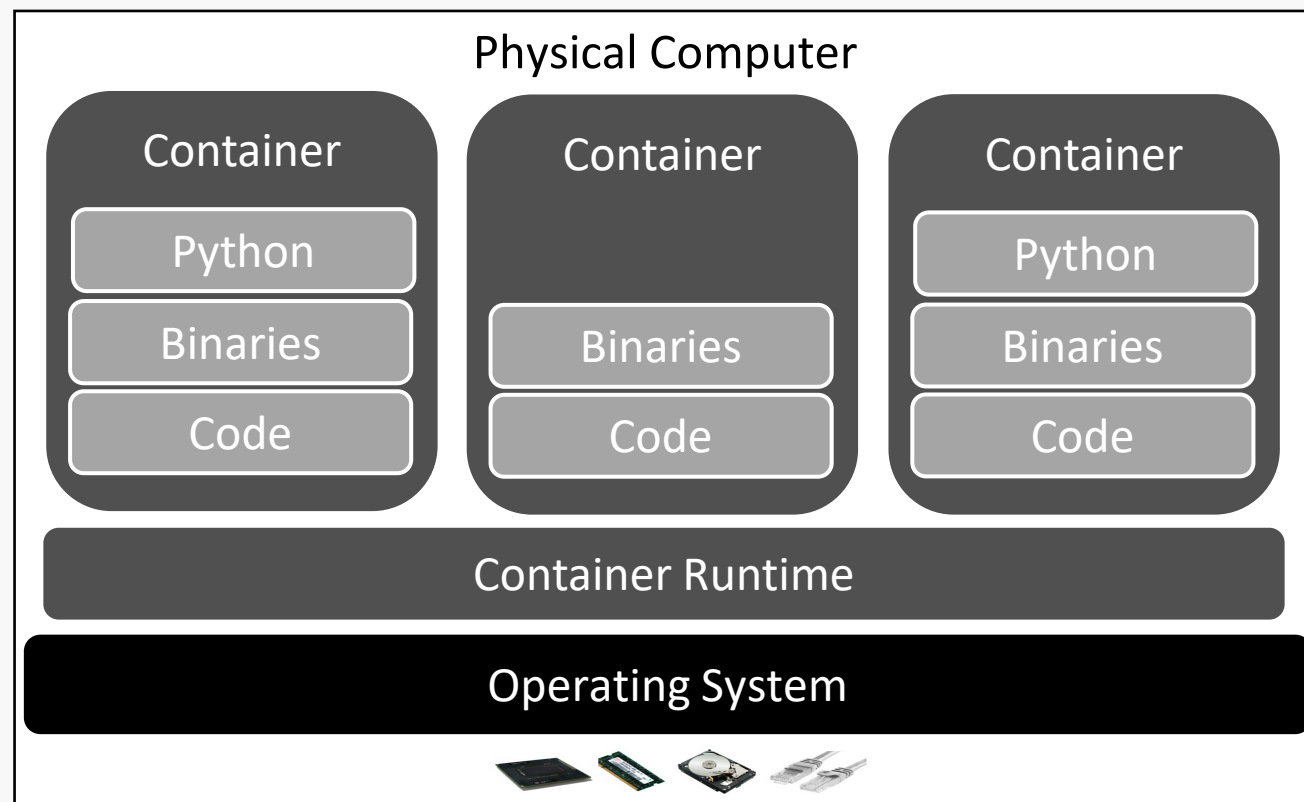 Physical Computer
Container
Python
Binaries
Code
Container
Binaries
Code
Container
Python
Binaries
Code
Container Runtime
Operating System